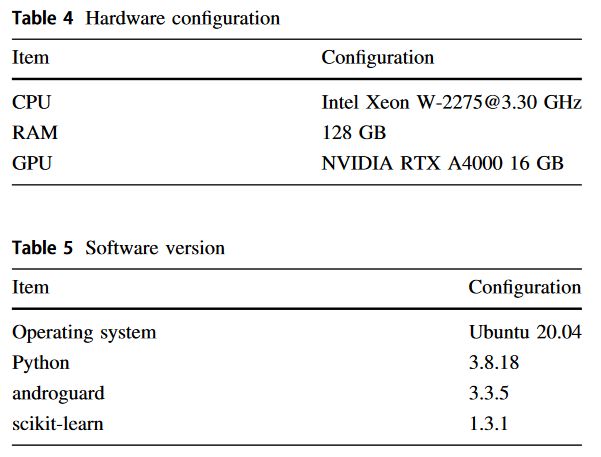 Table 4 Hardware configuration
Item Configuration
CPU Intel Xeon W-2275@3.30 GHz
RAM 128 GB
GPU NVIDIA RTX A4000 16 GB
Table 5 Software version
Item Configuration
Operating system Ubuntu 20.04
Python 3.8.18
androguard 3.3.5
scikit-learn 1.3.1